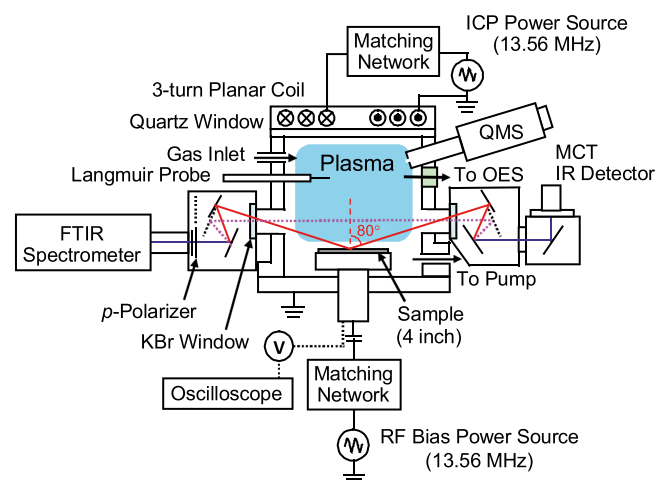 ICP Power Source
(13.56 MHz)
Matching
Network
3-turn Planar Coil
Quartz Window
QMS
Gas Inlet
Plasma
MCT
IR Detector
Langmuir Probe
To OES
80°
FTIR
Spectrometer
To Pump
p-Polarizer
Sample
(4 inch)
KBr Window
V
Oscilloscope
Matching
Network
RF Bias Power Source
(13.56 MHz)